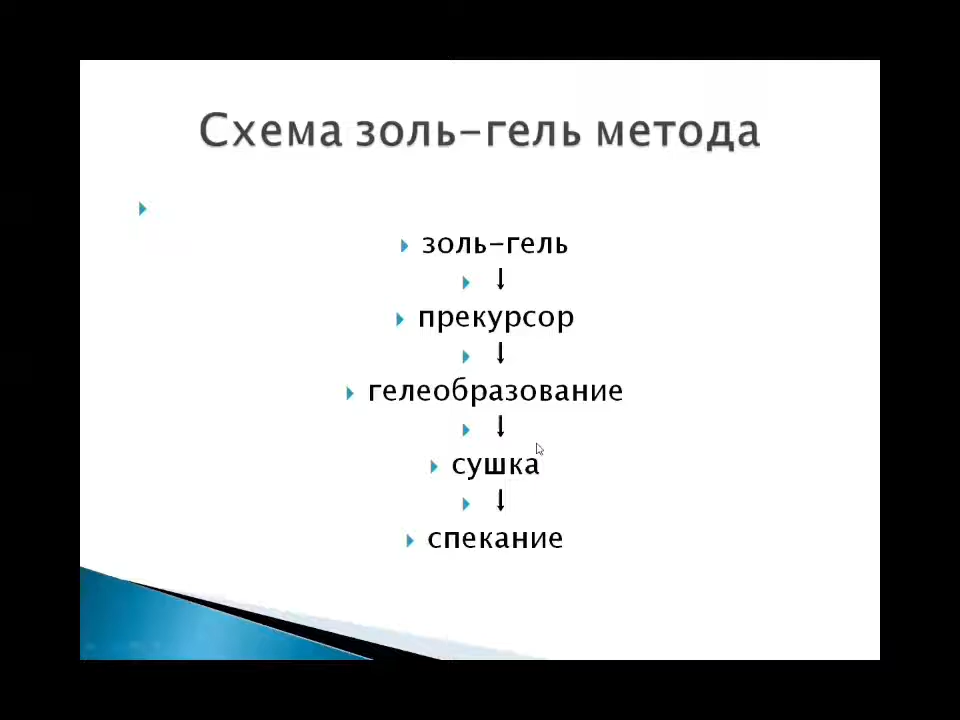 Схема золь-гель метода
золь-гель
↓
прекурсор
↓
гелеобразование
↓
сушка
↓
спекание